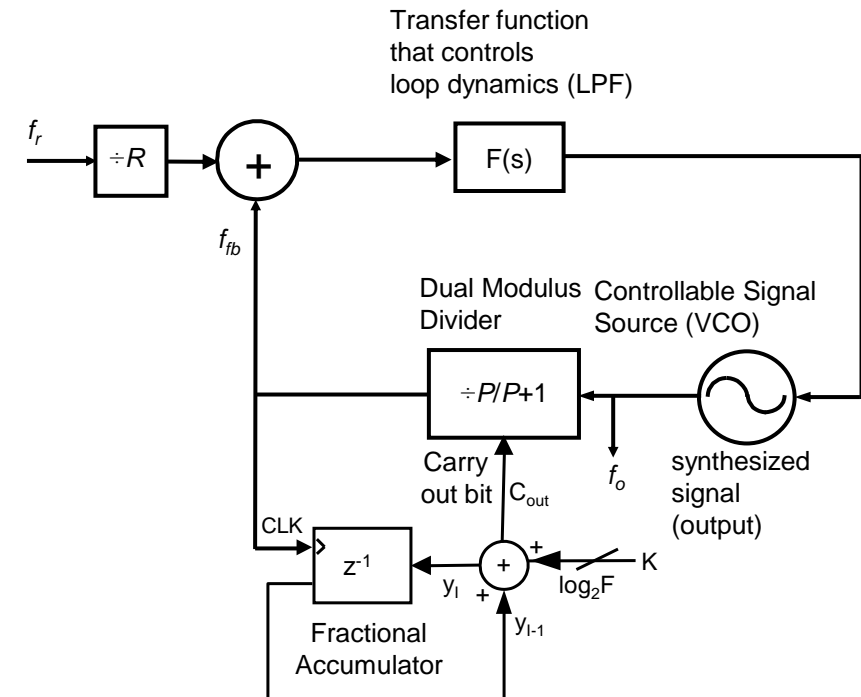 Transfer function
that controls
loop dynamics (LPF)
f_r
÷R
+
F(s)
f_fb
Dual Modulus
Divider
Controllable Signal
Source (VCO)
÷P/P+1
Carry
out bit
C_out
f_o
synthesized
signal
(output)
CLK
z⁻¹
y_I
+
+
+
K
log₂F
y_I-1
Fractional
Accumulator